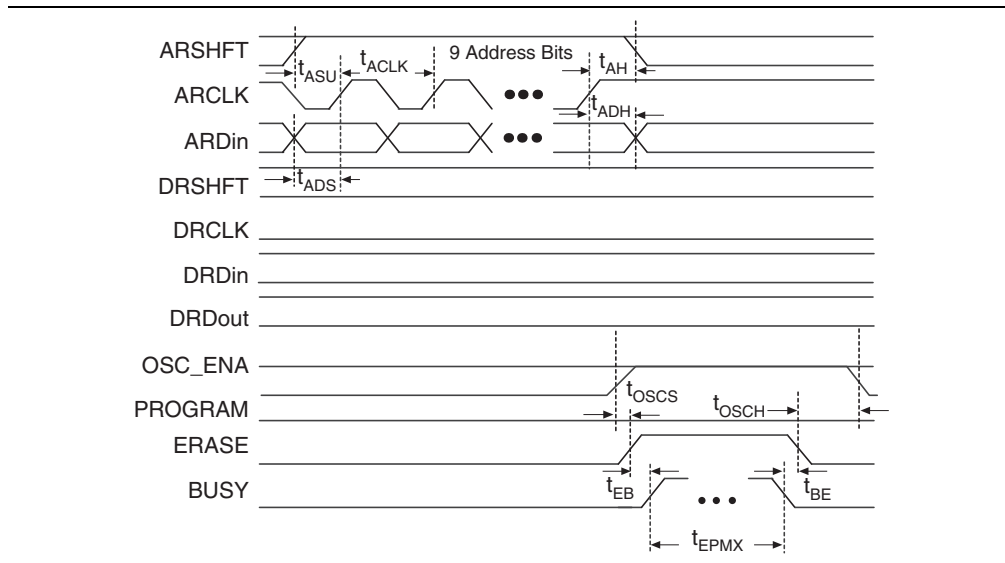 ARSHFT
9 Address Bits
tASU
tACLK
tAH
ARCLK
tADH
ARDin
DRSHFT
tADS
DRCLK
DRDin
DRDout
OSC_ENA
tOSCS
tOSCH
PROGRAM
ERASE
tEB
tBE
BUSY
tEPMX